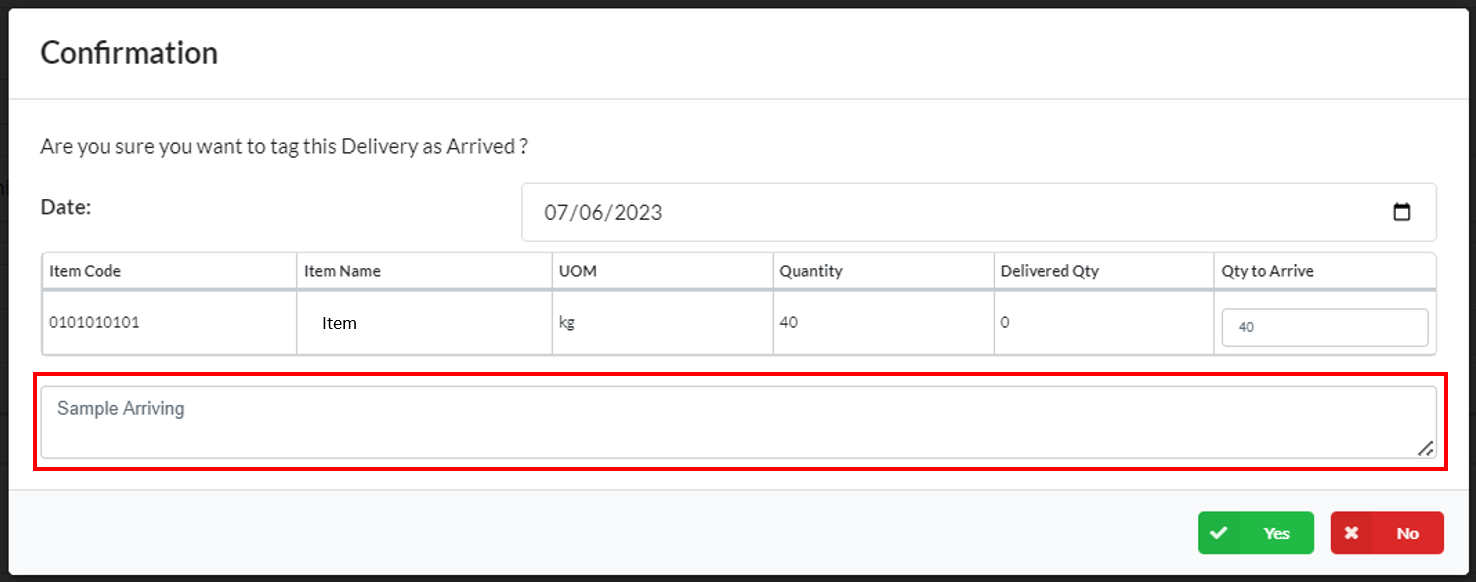 Confirmation
Are you sure you want to tag this Delivery as Arrived ?
Date: 07/06/2023
Item Code Item Name UOM Quantity Delivered Qty Qty to Arrive
0101010101 Item kg 40 0 40
Sample Arriving
Yes No